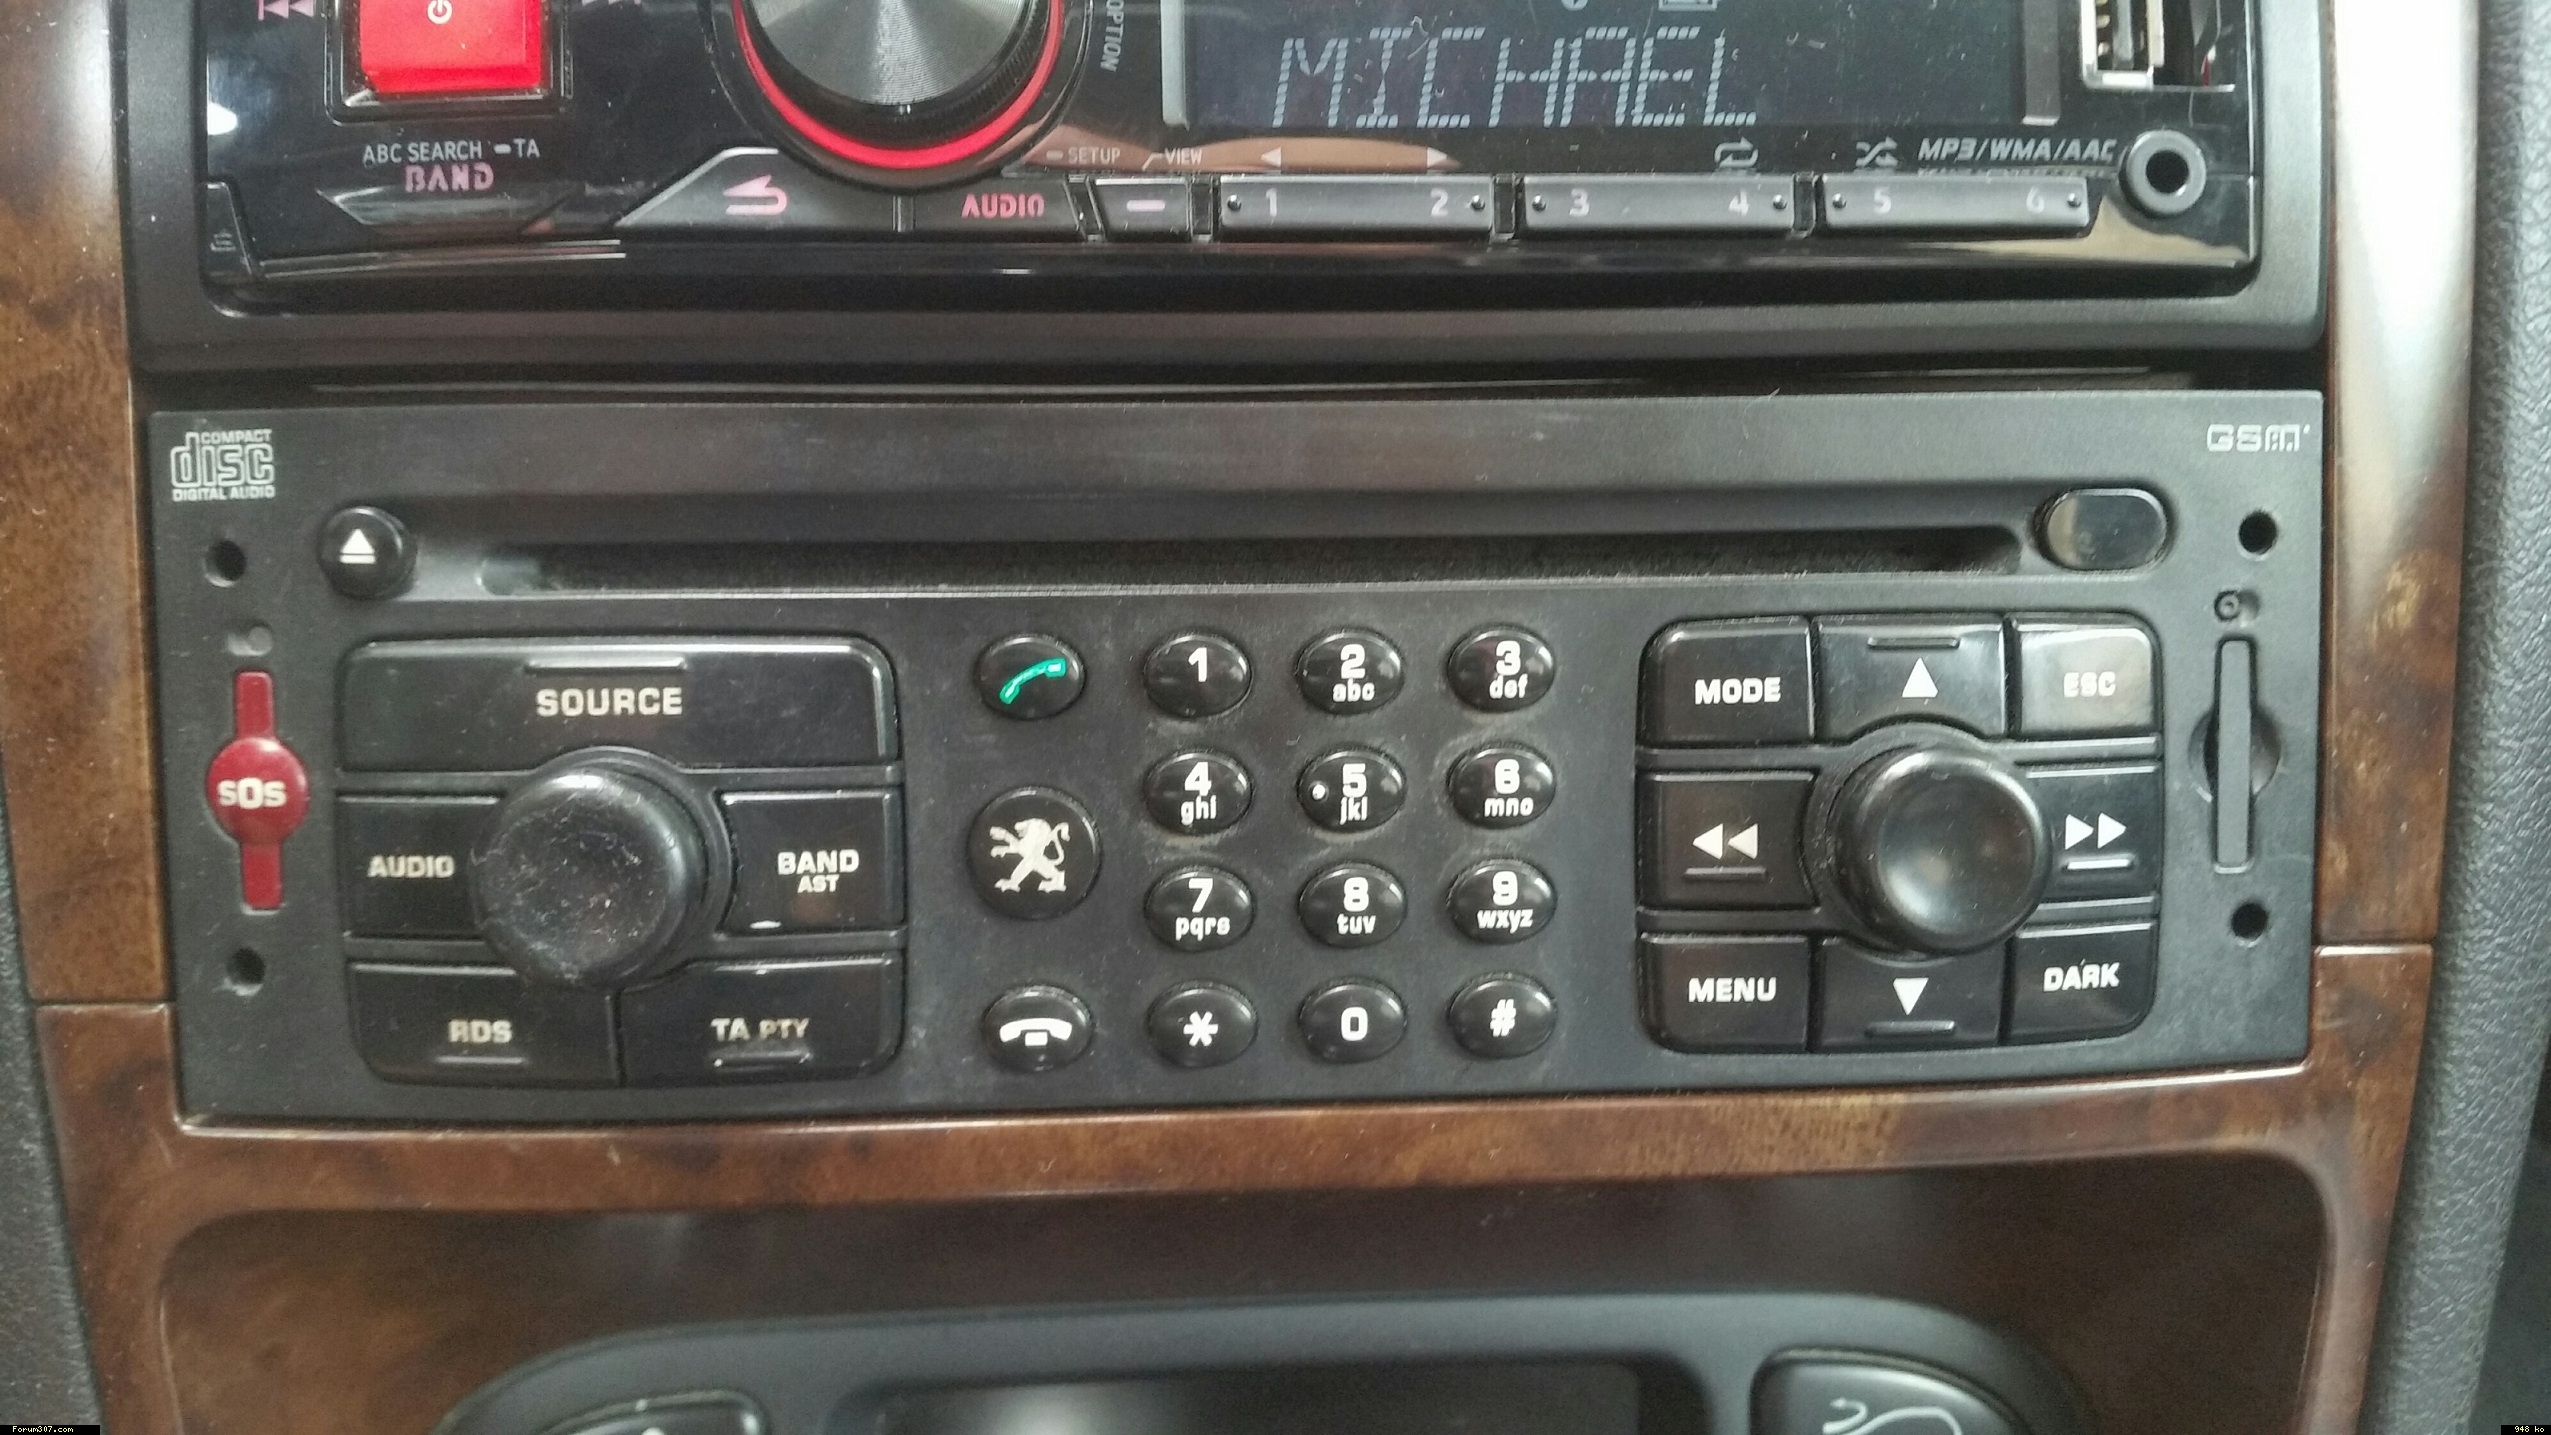 OPTION
MICHAEL
ABC SEARCH -TA
BAND
SETUP
VIEW
MP3/WMA/AAC
AUDIO
1 2 3 4 5 6
COMPACT
disc
DIGITAL AUDIO
GSM
SOURCE
1
2
abc
3
def
MODE
ESC
SOS
AUDIO
BAND
AST
4
ghi
5
jkl
6
mno
7
pqrs
8
tuv
9
wxyz
RDS
TA PTY
*
0
#
MENU
DARK
Forum307.com
948 ko